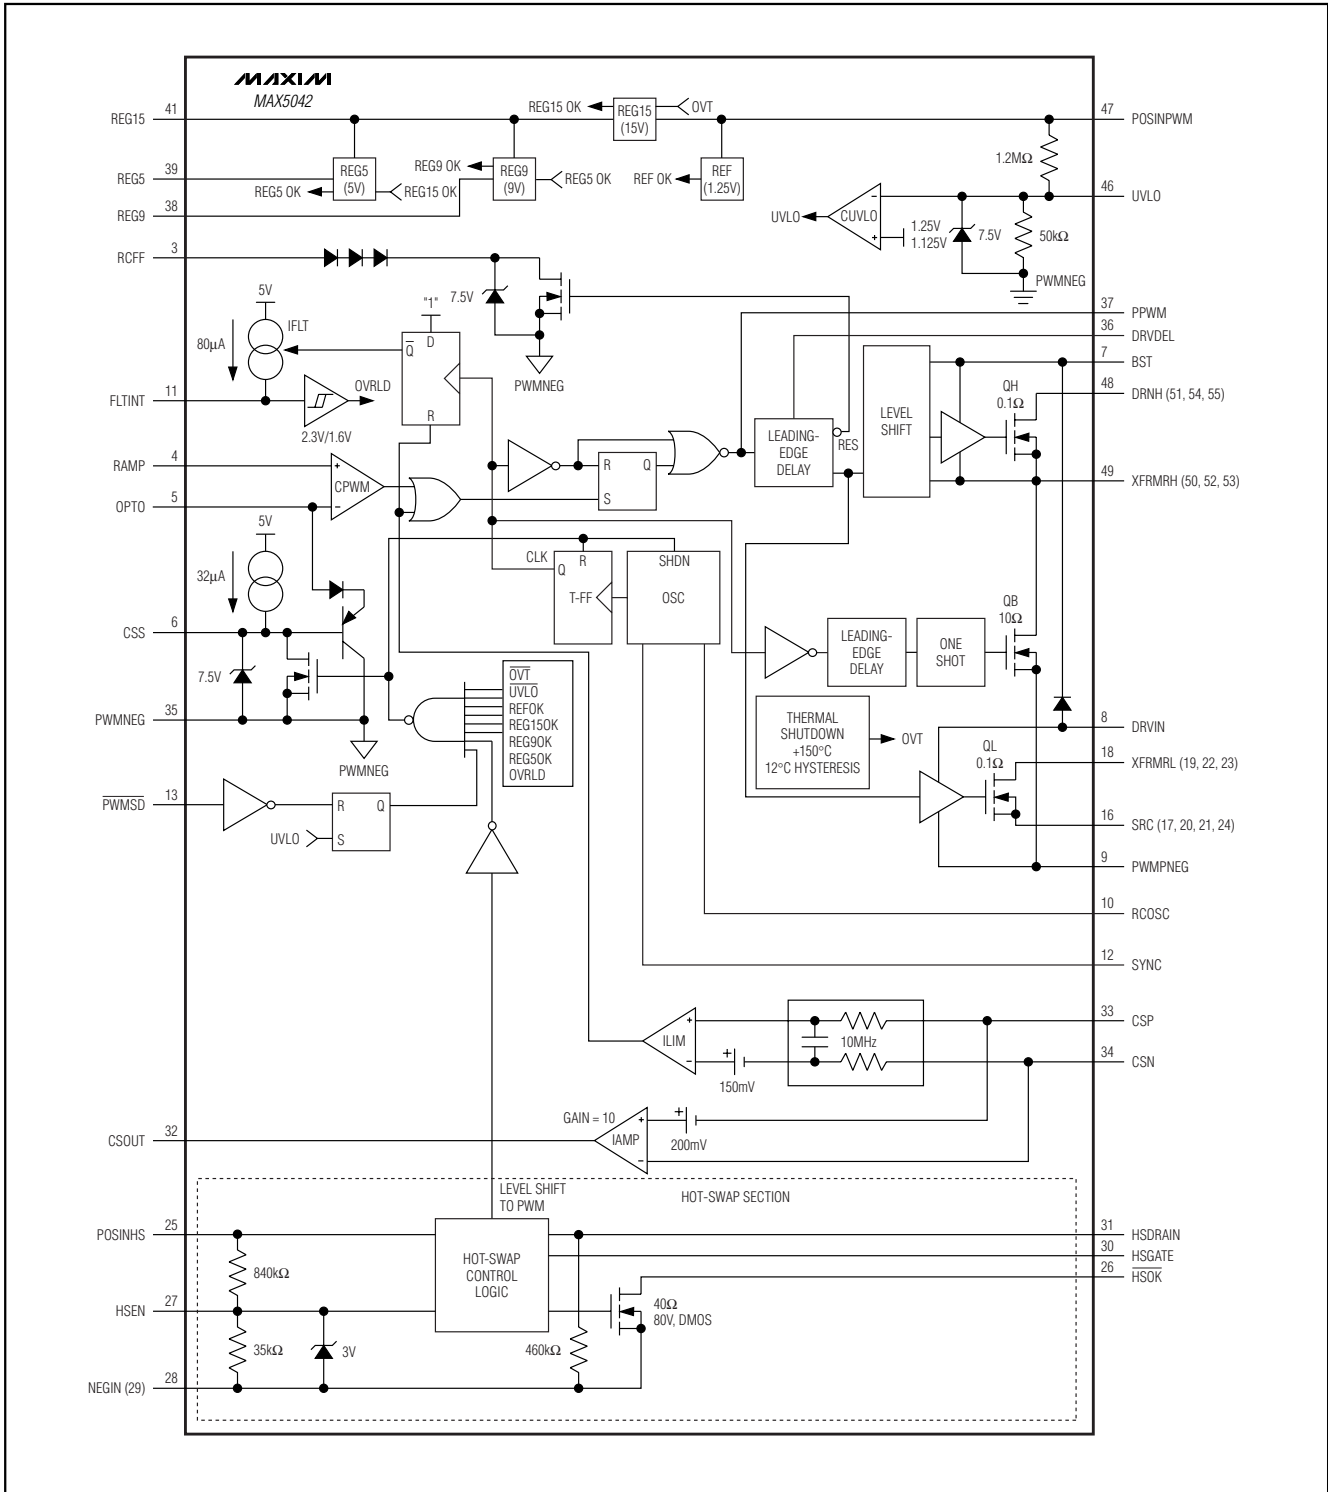 MAXIM
MAX5042
REG15
41
REG15 OK
REG15
(15V)
OVT
47
POSINPWM
1.2MΩ
REG5
39
REG5
(5V)
REG5 OK
REG15 OK
REG9 OK
REG9
(9V)
REG5 OK
REF OK
REF
(1.25V)
46
UVLO
REG9
38
UVLO
CUVLO
-
+
1.25V
1.125V
7.5V
50kΩ
PWMNEG
RCFF
3
7.5V
PWMNEG
37
PPWM
36
DRVDEL
5V
IFLT
80µA
"1"
D
Q̅
R
7
BST
FLTINT
11
OVRLD
2.3V/1.6V
QH
0.1Ω
48
DRNH (51, 54, 55)
LEADING-
EDGE
DELAY
RES
LEVEL
SHIFT
RAMP
4
+
CPWM
-
R
Q
S
49
XFRMRH (50, 52, 53)
OPTO
5
5V
32µA
CLK
R
Q
T-FF
SHDN
OSC
CSS
6
LEADING-
EDGE
DELAY
ONE
SHOT
QB
10Ω
7.5V
O̅V̅T̅
U̅V̅L̅O̅
REFOK
REG15OK
REG9OK
REG5OK
OVRLD
PWMNEG
35
PWMNEG
THERMAL
SHUTDOWN
+150°C
12°C HYSTERESIS
OVT
8
DRVIN
QL
0.1Ω
18
XFRMRL (19, 22, 23)
P̅W̅M̅S̅D̅
13
R
Q
S
UVLO
16
SRC (17, 20, 21, 24)
9
PWMPNEG
10
RCOSC
12
SYNC
33
CSP
ILIM
+
-
+
150mV
10MHz
34
CSN
GAIN = 10
CSOUT
32
IAMP
+
-
+
200mV
LEVEL SHIFT
TO PWM
HOT-SWAP SECTION
POSINHS
25
840kΩ
HOT-SWAP
CONTROL
LOGIC
31
HSDRAIN
30
HSGATE
26
H̅S̅O̅K̅
HSEN
27
35kΩ
3V
460kΩ
40Ω
80V, DMOS
NEGIN (29)
28